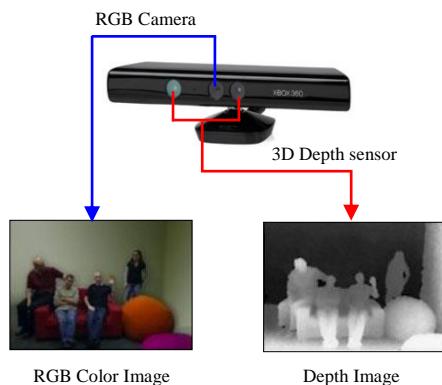 RGB Camera
XBOX 360
3D Depth sensor
RGB Color Image
Depth Image